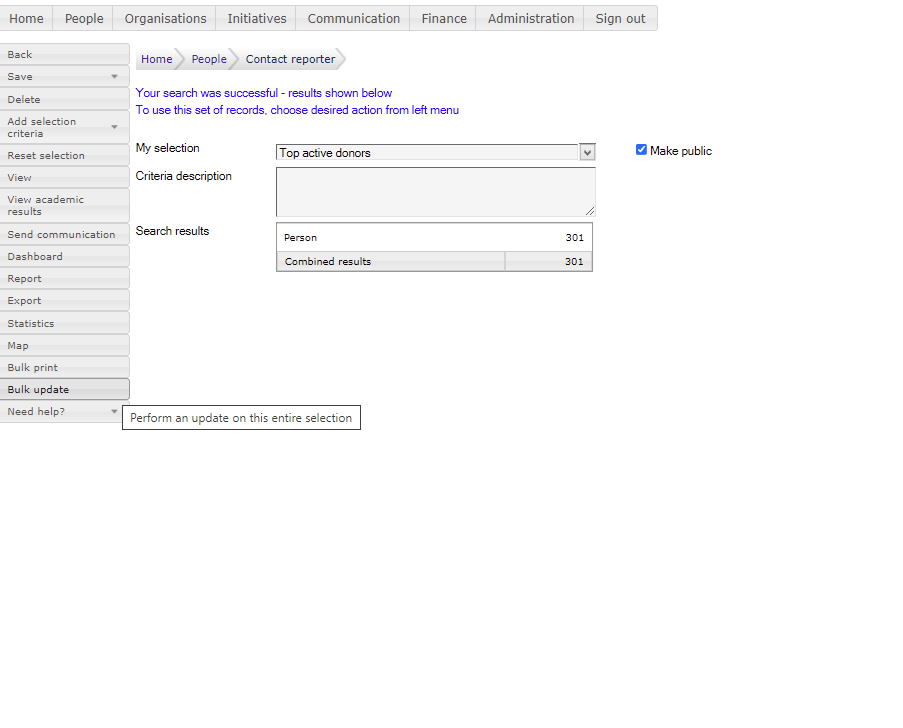 Home People Organisations Initiatives Communication Finance Administration Sign out
Back
Save
Delete
Add selection
criteria
Reset selection
View
View academic
results
Send communication
Dashboard
Report
Export
Statistics
Map
Bulk print
Bulk update
Need help?
Home People Contact reporter
Your search was successful - results shown below
To use this set of records, choose desired action from left menu
My selection Top active donors Make public
Criteria description
Search results
Person 301
Combined results 301
Perform an update on this entire selection